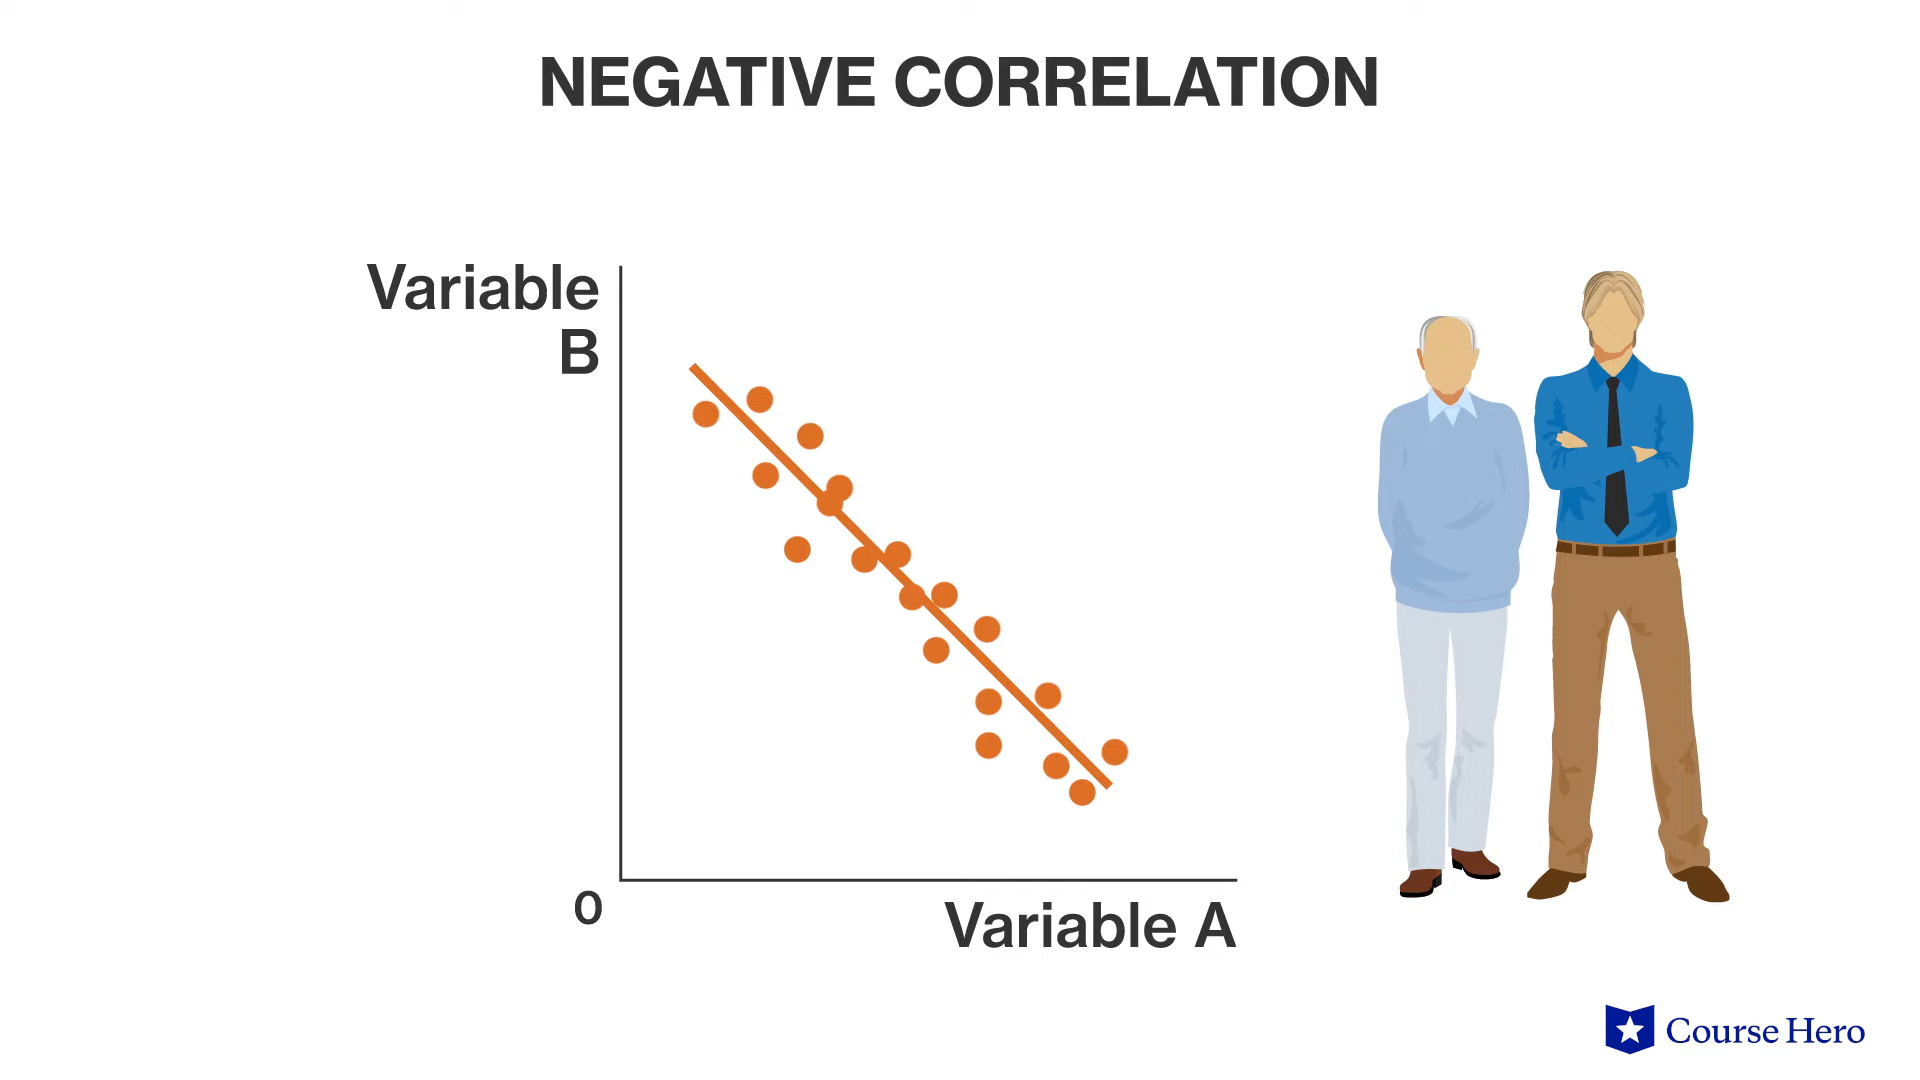 NEGATIVE CORRELATION
Variable
B
0
Variable A
Course Hero